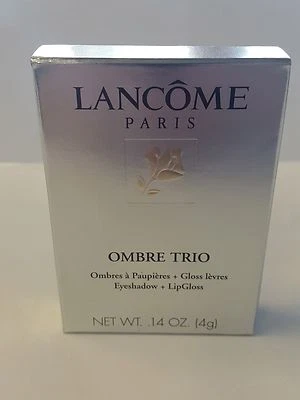 LANCÔME
PARIS
OMBRE TRIO
Ombres à Paupières + Gloss lèvres
Eyeshadow + LipGloss
NET WT. .14 OZ. (4g)